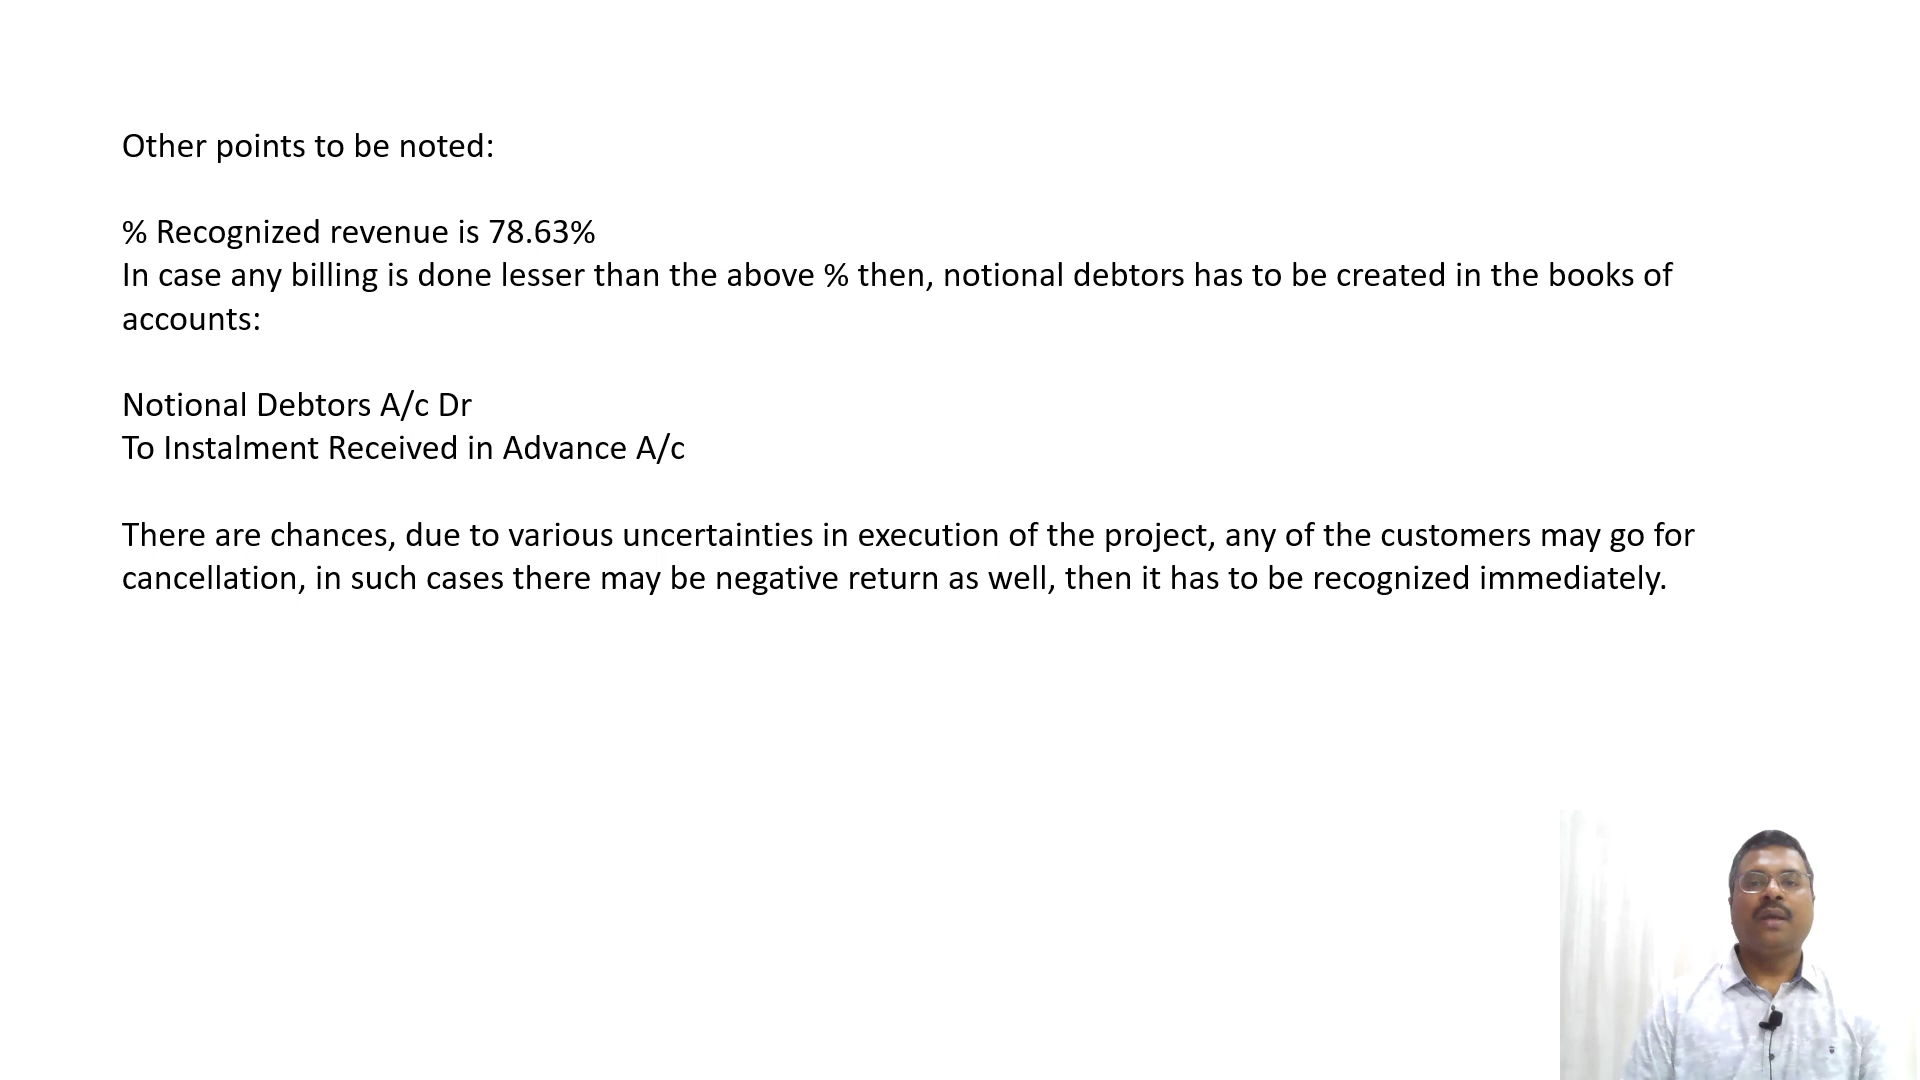 Other points to be noted:
% Recognized revenue is 78.63%
In case any billing is done lesser than the above % then, notional debtors has to be created in the books of
accounts:
Notional Debtors A/c Dr
To Instalment Received in Advance A/c
There are chances, due to various uncertainties in execution of the project, any of the customers may go for
cancellation, in such cases there may be negative return as well, then it has to be recognized immediately.